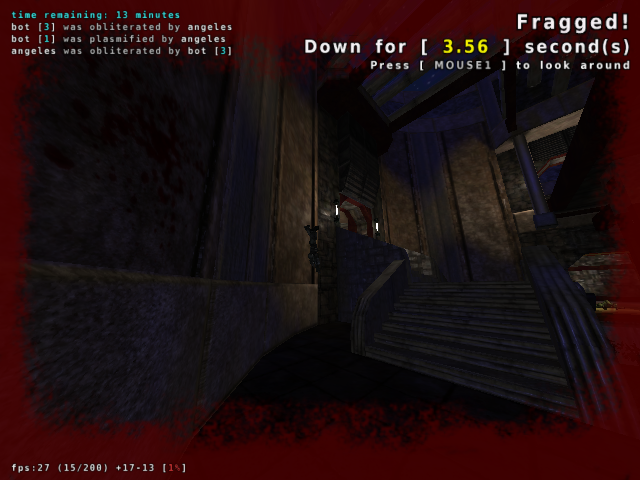 time remaining: 13 minutes
bot [3] was obliterated by angeles
bot [1] was plasmified by angeles
angeles was obliterated by bot [3]
Fragged!
Down for [ 3.56 ] second(s)
Press [ MOUSE1 ] to look around
fps:27 (15/200) +17-13 [1%]